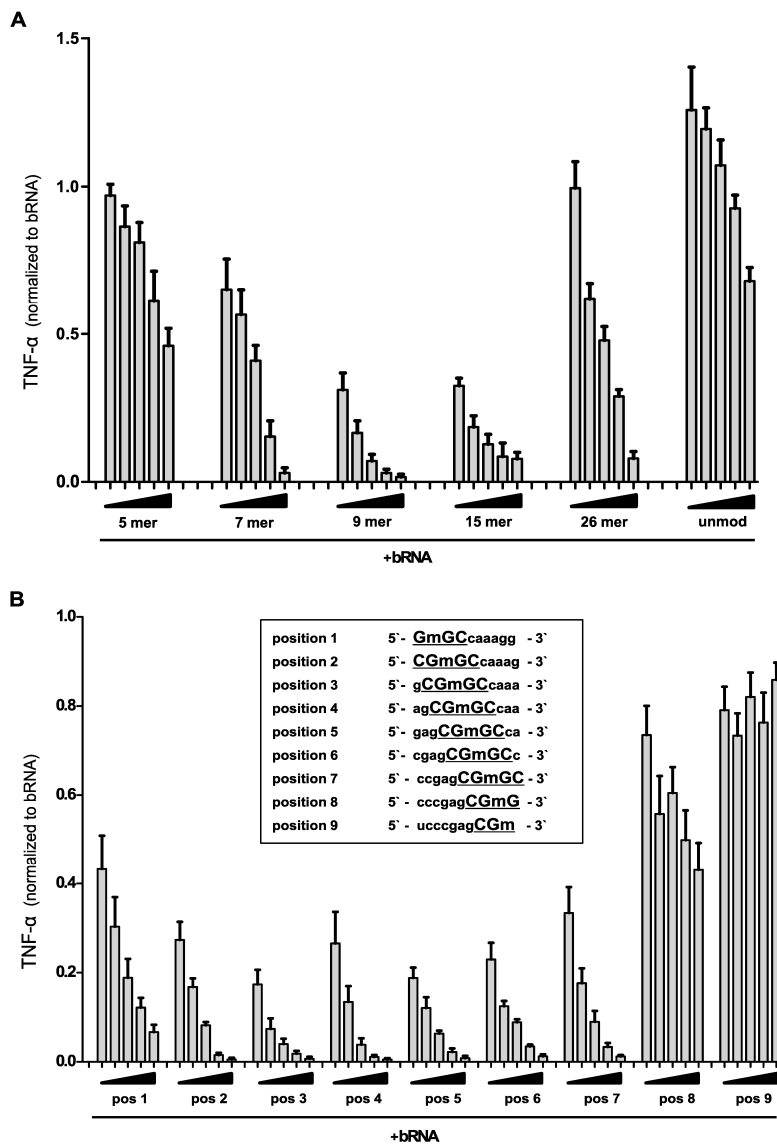 A
1.5
1.0
0.5
0.0
TNF-α (normalized to bRNA)
5 mer 7 mer 9 mer 15 mer 26 mer unmod
+bRNA
B
1.0
0.8
0.6
0.4
0.2
0.0
TNF-α (normalized to bRNA)
position 1 5`- GmGCcaaagg - 3`
position 2 5`- CGmGCcaaag - 3`
position 3 5`- gCGmGCcaaa - 3`
position 4 5`- agCGmGCcaa - 3`
position 5 5`- gagCGmGCca - 3`
position 6 5`- cgagCGmGCc - 3`
position 7 5`- ccgagCGmGC - 3`
position 8 5`- cccgagCGmG - 3`
position 9 5`- ucccgagCGm - 3`
pos 1 pos 2 pos 3 pos 4 pos 5 pos 6 pos 7 pos 8 pos 9
+bRNA